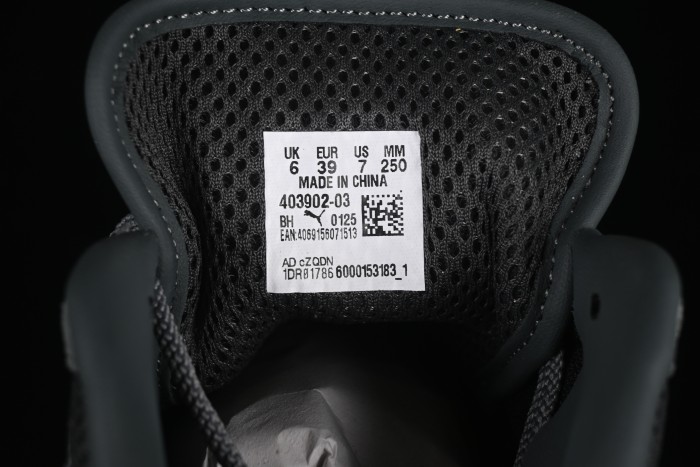 UK EUR US MM
6 39 7 250
MADE IN CHINA
403902-03
BH 0125
EAN:4069156071513
AD cZQDN
1DR01786 6000153183_1